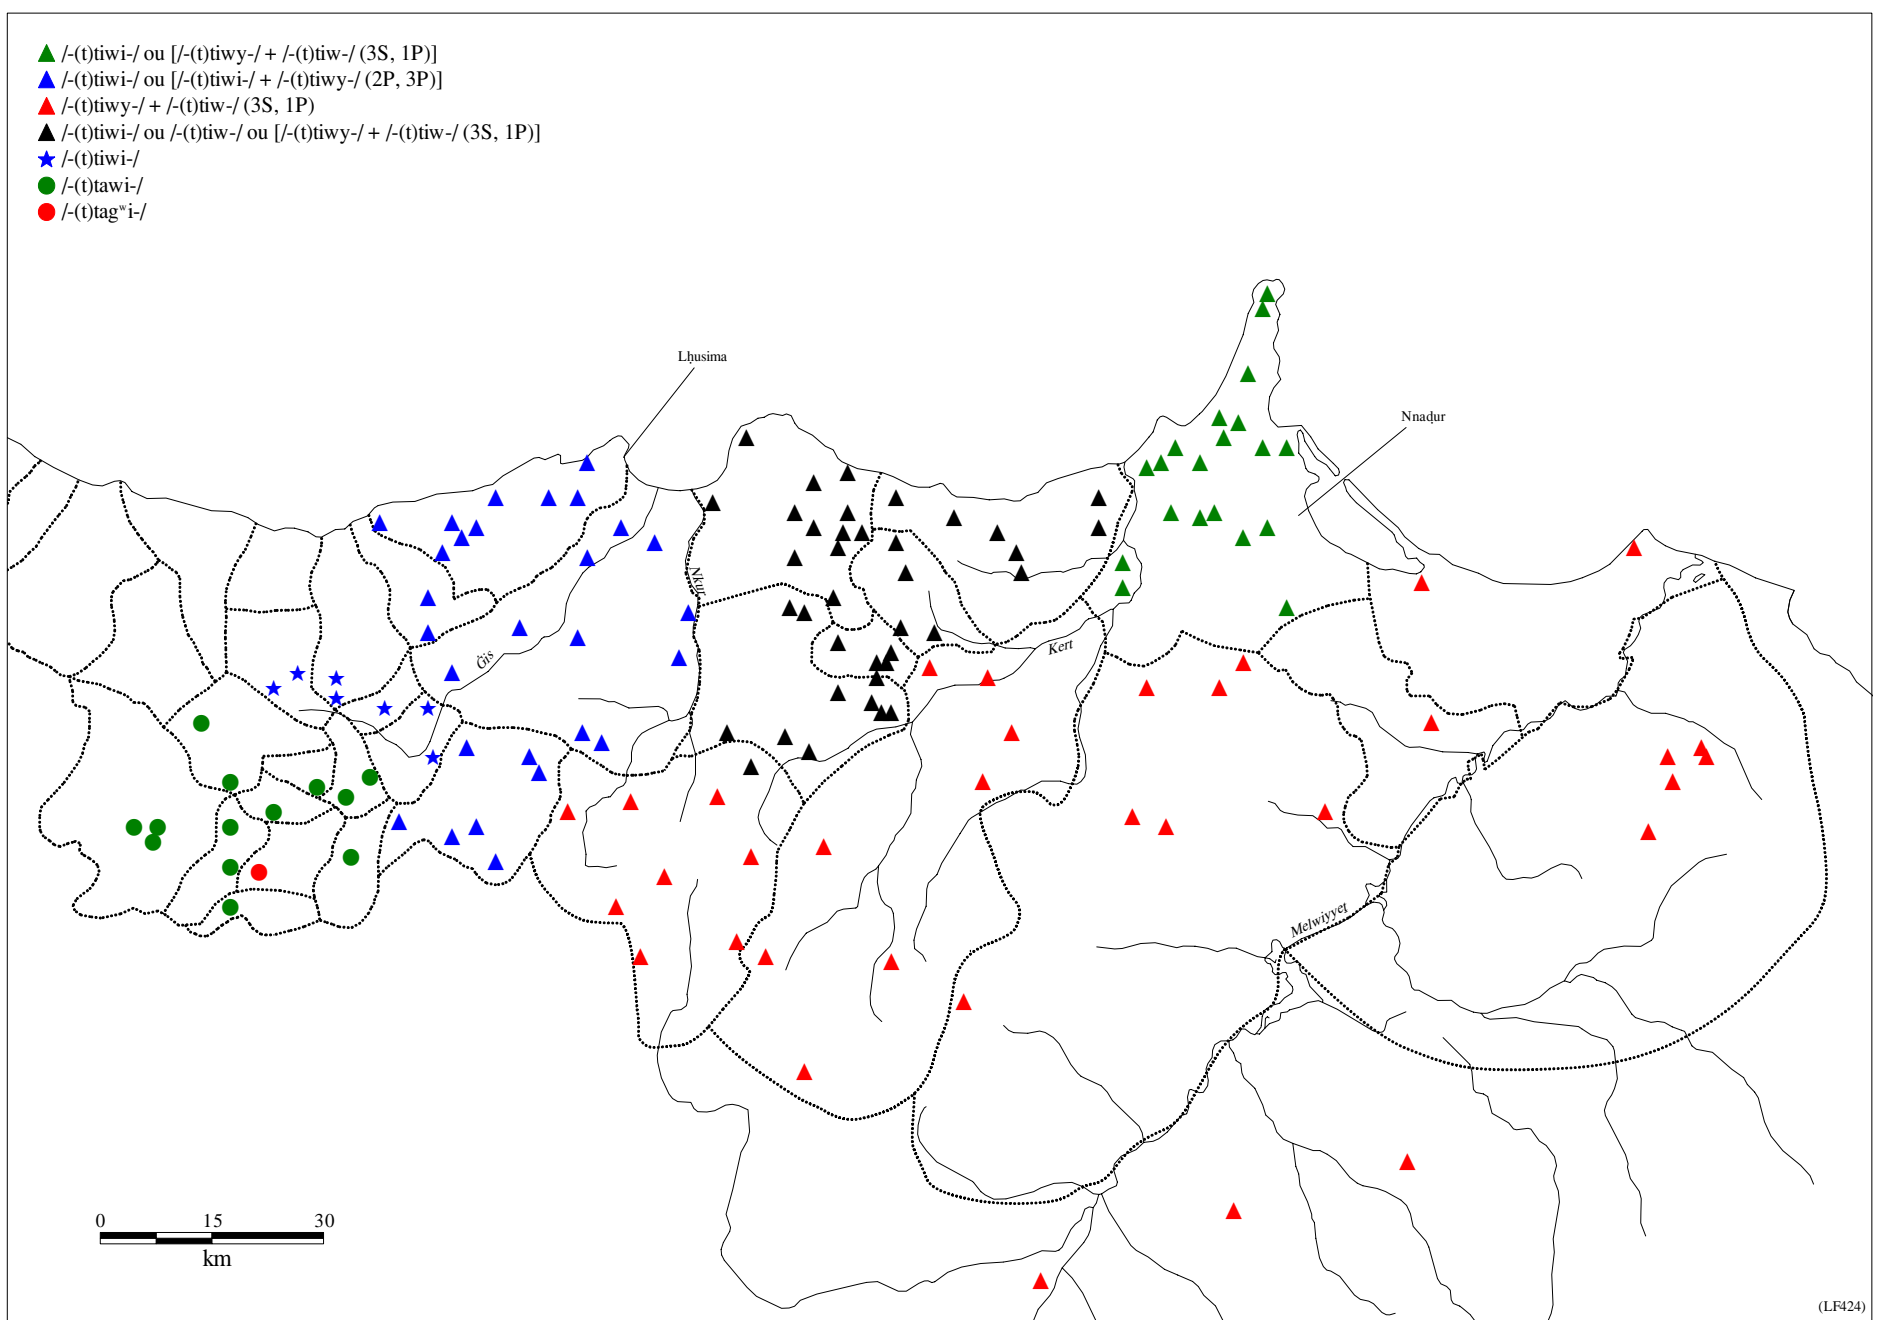 /-(t)tiwi-/ ou [/-(t)tiwy-/ + /-(t)tiw-/ (3S, 1P)]
/-(t)tiwi-/ ou [/-(t)tiwi-/ + /-(t)tiwy-/ (2P, 3P)]
/-(t)tiwy-/ + /-(t)tiw-/ (3S, 1P)
/-(t)tiwi-/ ou /-(t)tiw-/ ou [/-(t)tiwy-/ + /-(t)tiw-/ (3S, 1P)]
/-(t)tiwi-/
/-(t)tawi-/
/-(t)tagʷi-/
Lḥusima
Nnaḍur
Nkur
Ġis
Kert
Melwiyyeţ
0 15 30
km
(LF424)